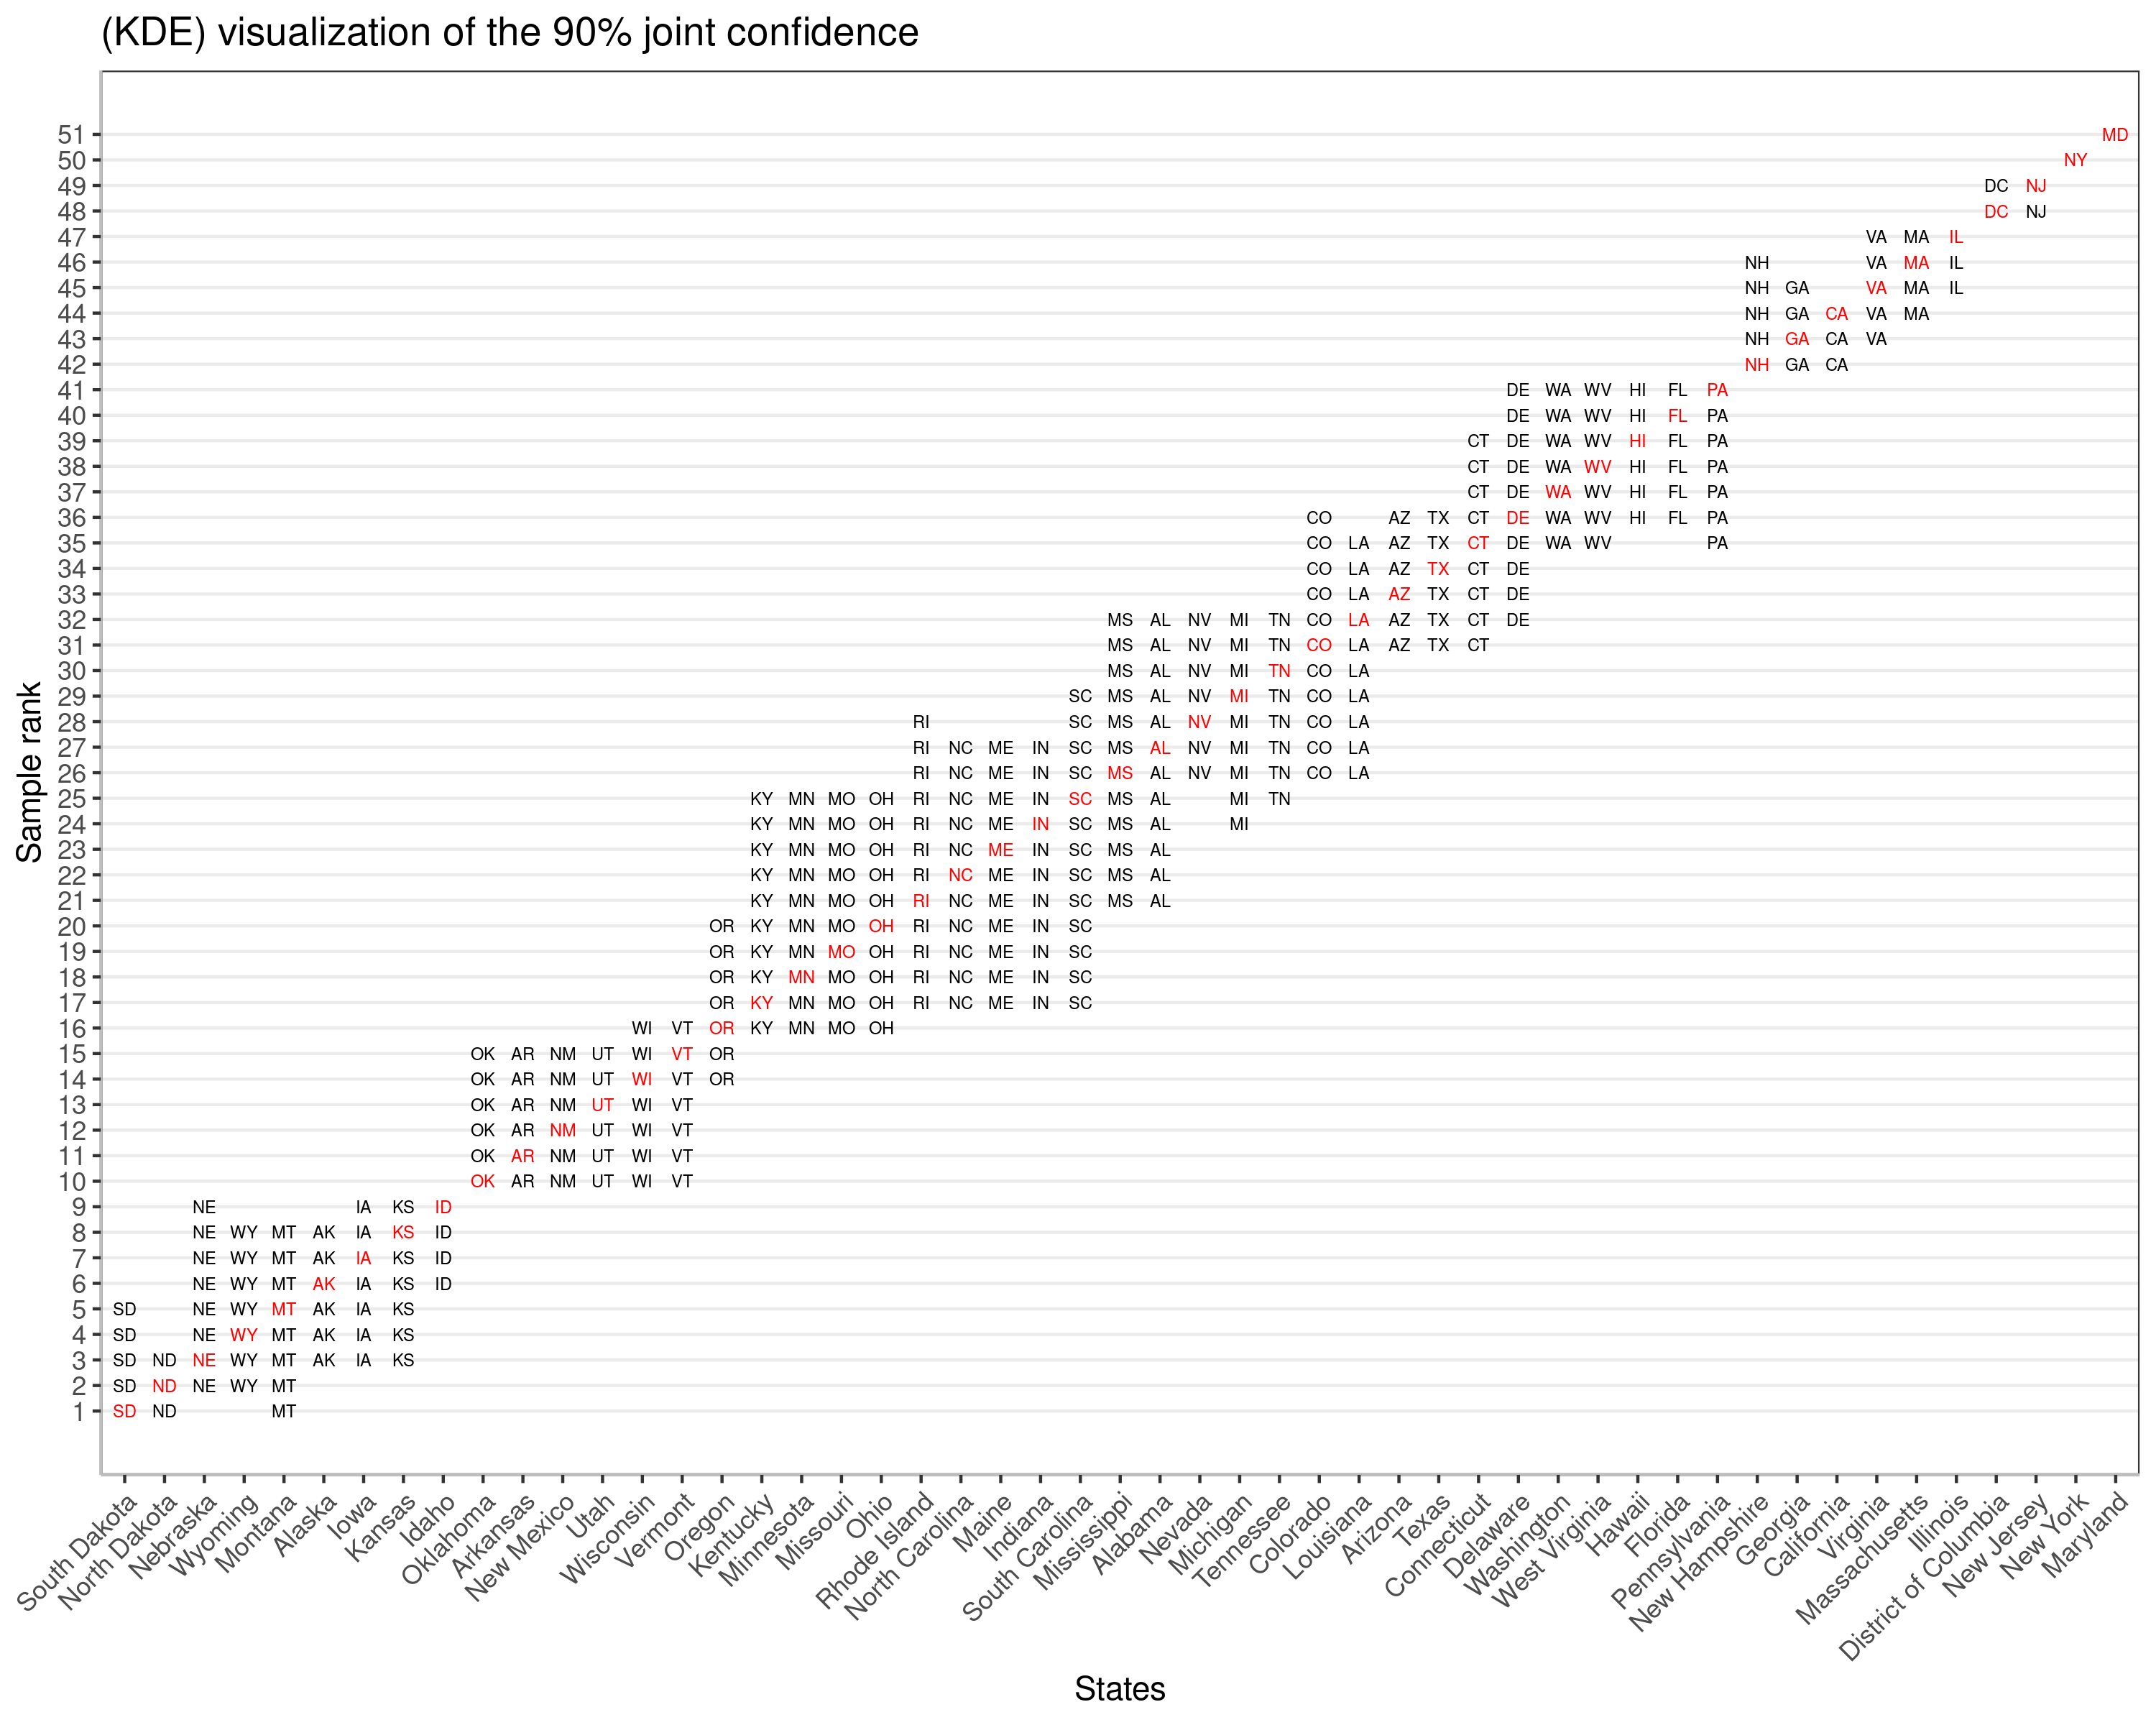 (KDE) visualization of the 90% joint confidence
Sample rank
51 MD
50 NY
49 DC NJ
48 DC NJ
47 VA MA IL
46 NH VA MA IL
45 NH GA VA MA IL
44 NH GA CA VA MA
43 NH GA CA VA
42 NH GA CA
41 DE WA WV HI FL PA
40 DE WA WV HI FL PA
39 CT DE WA WV HI FL PA
38 CT DE WA WV HI FL PA
37 CT DE WA WV HI FL PA
36 CO AZ TX CT DE WA WV HI FL PA
35 CO LA AZ TX CT DE WA WV PA
34 CO LA AZ TX CT DE
33 CO LA AZ TX CT DE
32 MS AL NV MI TN CO LA AZ TX CT DE
31 MS AL NV MI TN CO LA AZ TX CT
30 MS AL NV MI TN CO LA
29 SC MS AL NV MI TN CO LA
28 RI SC MS AL NV MI TN CO LA
27 RI NC ME IN SC MS AL NV MI TN CO LA
26 RI NC ME IN SC MS AL NV MI TN CO LA
25 KY MN MO OH RI NC ME IN SC MS AL MI TN
24 KY MN MO OH RI NC ME IN SC MS AL MI
23 KY MN MO OH RI NC ME IN SC MS AL
22 KY MN MO OH RI NC ME IN SC MS AL
21 KY MN MO OH RI NC ME IN SC MS AL
20 OR KY MN MO OH RI NC ME IN SC
19 OR KY MN MO OH RI NC ME IN SC
18 OR KY MN MO OH RI NC ME IN SC
17 OR KY MN MO OH RI NC ME IN SC
16 WI VT OR KY MN MO OH
15 OK AR NM UT WI VT OR
14 OK AR NM UT WI VT OR
13 OK AR NM UT WI VT
12 OK AR NM UT WI VT
11 OK AR NM UT WI VT
10 OK AR NM UT WI VT
9 NE IA KS ID
8 NE WY MT AK IA KS ID
7 NE WY MT AK IA KS ID
6 NE WY MT AK IA KS ID
5 SD NE WY MT AK IA KS
4 SD NE WY MT AK IA KS
3 SD ND NE WY MT AK IA KS
2 SD ND NE WY MT
1 SD ND MT
South Dakota
North Dakota
Nebraska
Wyoming
Montana
Alaska
Iowa
Kansas
Idaho
Oklahoma
Arkansas
New Mexico
Utah
Wisconsin
Vermont
Oregon
Kentucky
Minnesota
Missouri
Ohio
Rhode Island
North Carolina
Maine
Indiana
South Carolina
Mississippi
Alabama
Nevada
Michigan
Tennessee
Colorado
Louisiana
Arizona
Texas
Connecticut
Delaware
Washington
West Virginia
Hawaii
Florida
Pennsylvania
New Hampshire
Georgia
California
Virginia
Massachusetts
Illinois
District of Columbia
New Jersey
New York
Maryland
States